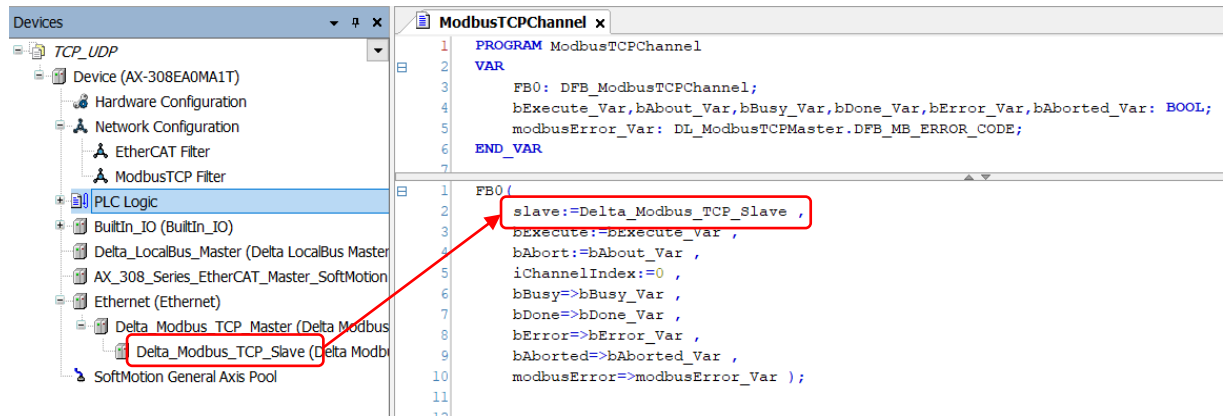 Devices
TCP_UDP
Device (AX-308EA0MA1T)
Hardware Configuration
Network Configuration
EtherCAT Filter
ModbusTCP Filter
PLC Logic
BuiltIn_IO (BuiltIn_IO)
Delta_LocalBus_Master (Delta LocalBus Master
AX_308_Series_EtherCAT_Master_SoftMotion
Ethernet (Ethernet)
Delta_Modbus_TCP_Master (Delta Modbus
Delta_Modbus_TCP_Slave (Delta Modb
SoftMotion General Axis Pool
ModbusTCPChannel x
1 PROGRAM ModbusTCPChannel
2 VAR
3 FB0: DFB_ModbusTCPChannel;
4 bExecute_Var,bAbout_Var,bBusy_Var,bDone_Var,bError_Var,bAborted_Var: BOOL;
5 modbusError_Var: DL_ModbusTCPMaster.DFB_MB_ERROR_CODE;
6 END_VAR
7
1 FB0(
2 slave:=Delta_Modbus_TCP_Slave ,
3 bExecute:=bExecute_Var ,
4 bAbort:=bAbout_Var ,
5 iChannelIndex:=0 ,
6 bBusy=>bBusy_Var ,
7 bDone=>bDone_Var ,
8 bError=>bError_Var ,
9 bAborted=>bAborted_Var ,
10 modbusError=>modbusError_Var );
11
12